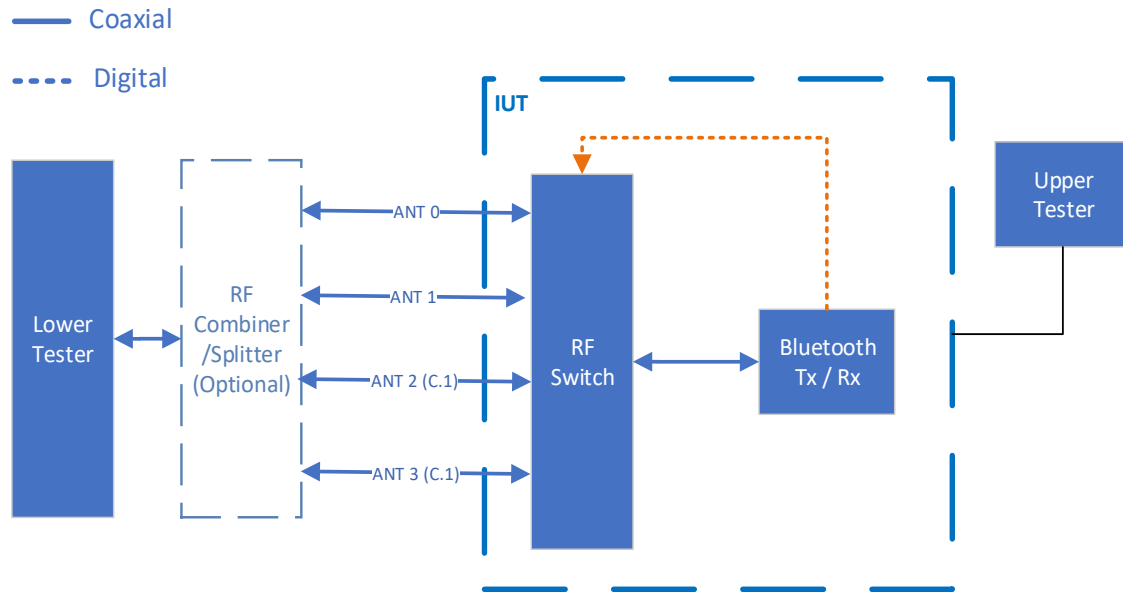 Coaxial
Digital
IUT
Lower
Tester
RF
Combiner
/Splitter
(Optional)
ANT 0
ANT 1
ANT 2 (C.1)
ANT 3 (C.1)
RF
Switch
Bluetooth
Tx / Rx
Upper
Tester